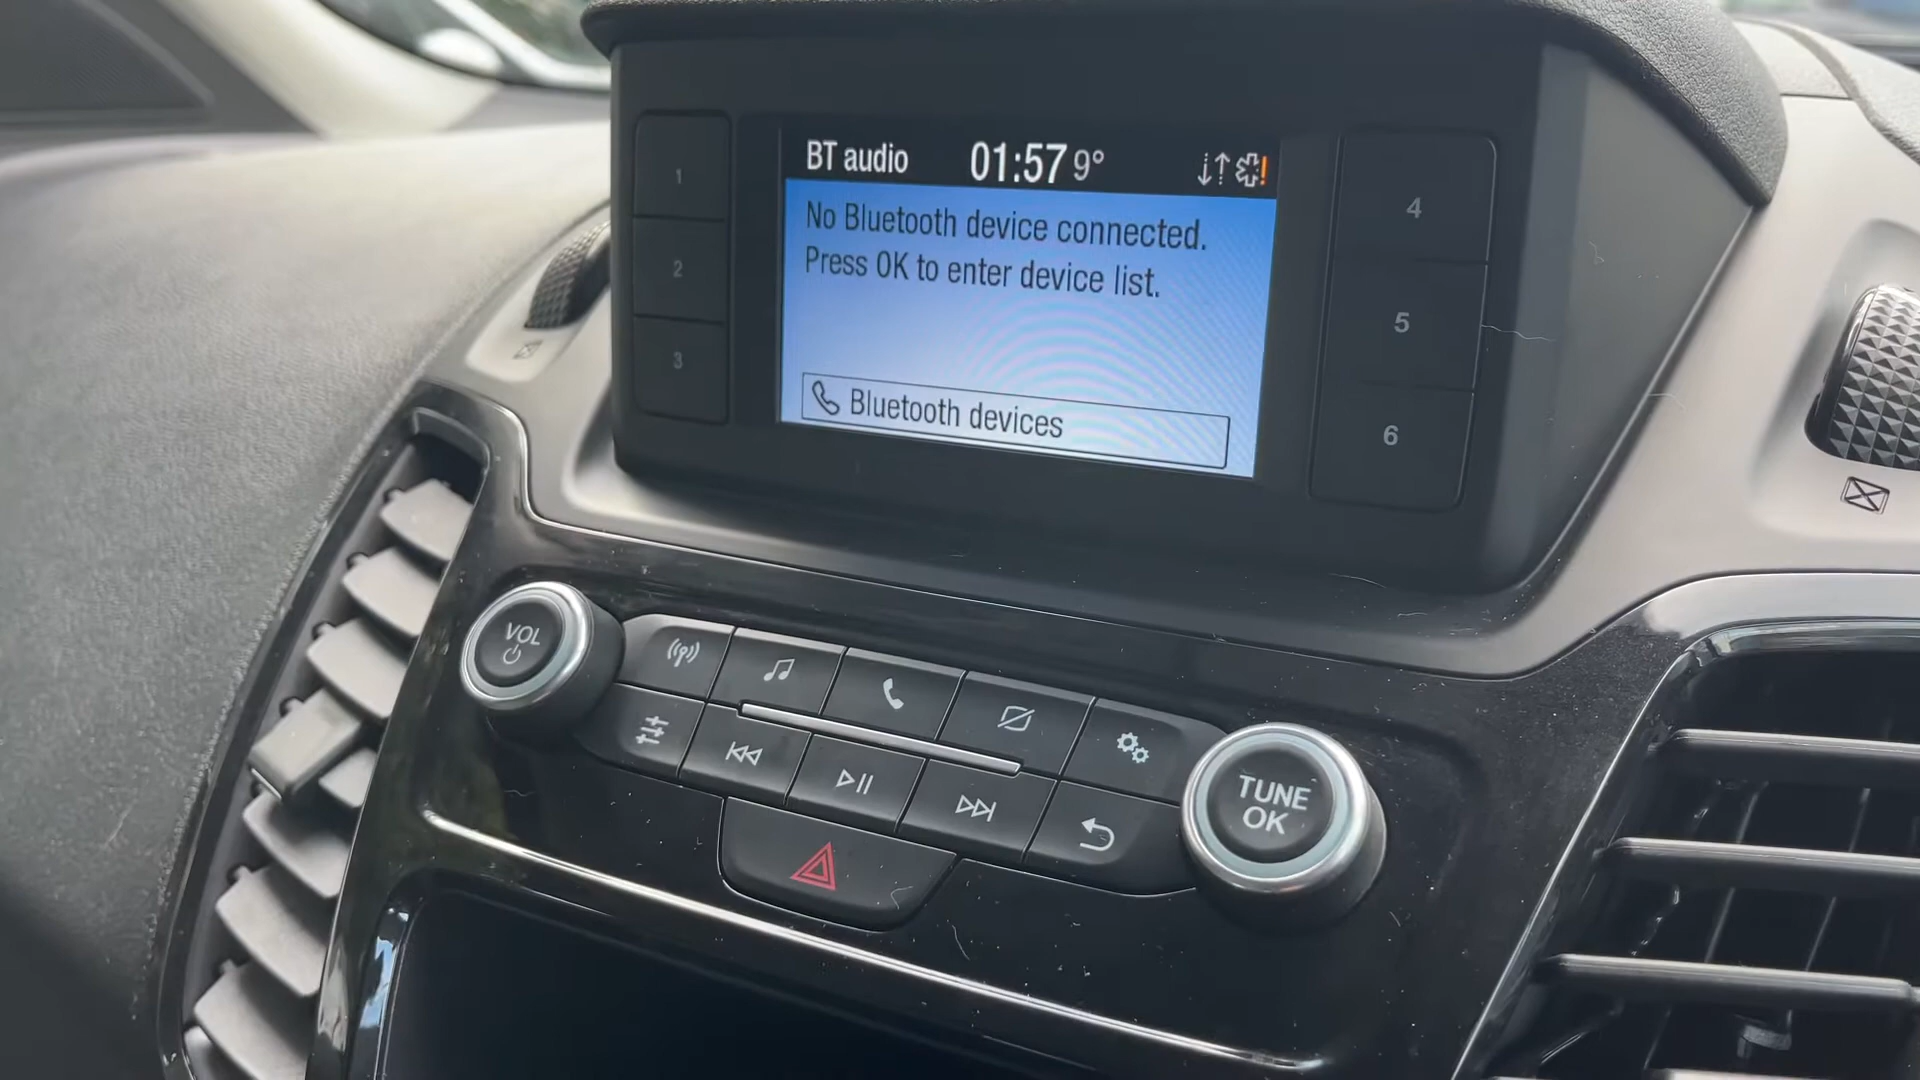 BT audio 01:57 9°
No Bluetooth device connected.
Press OK to enter device list.
Bluetooth devices
1
2
3
4
5
6
VOL
TUNE
OK